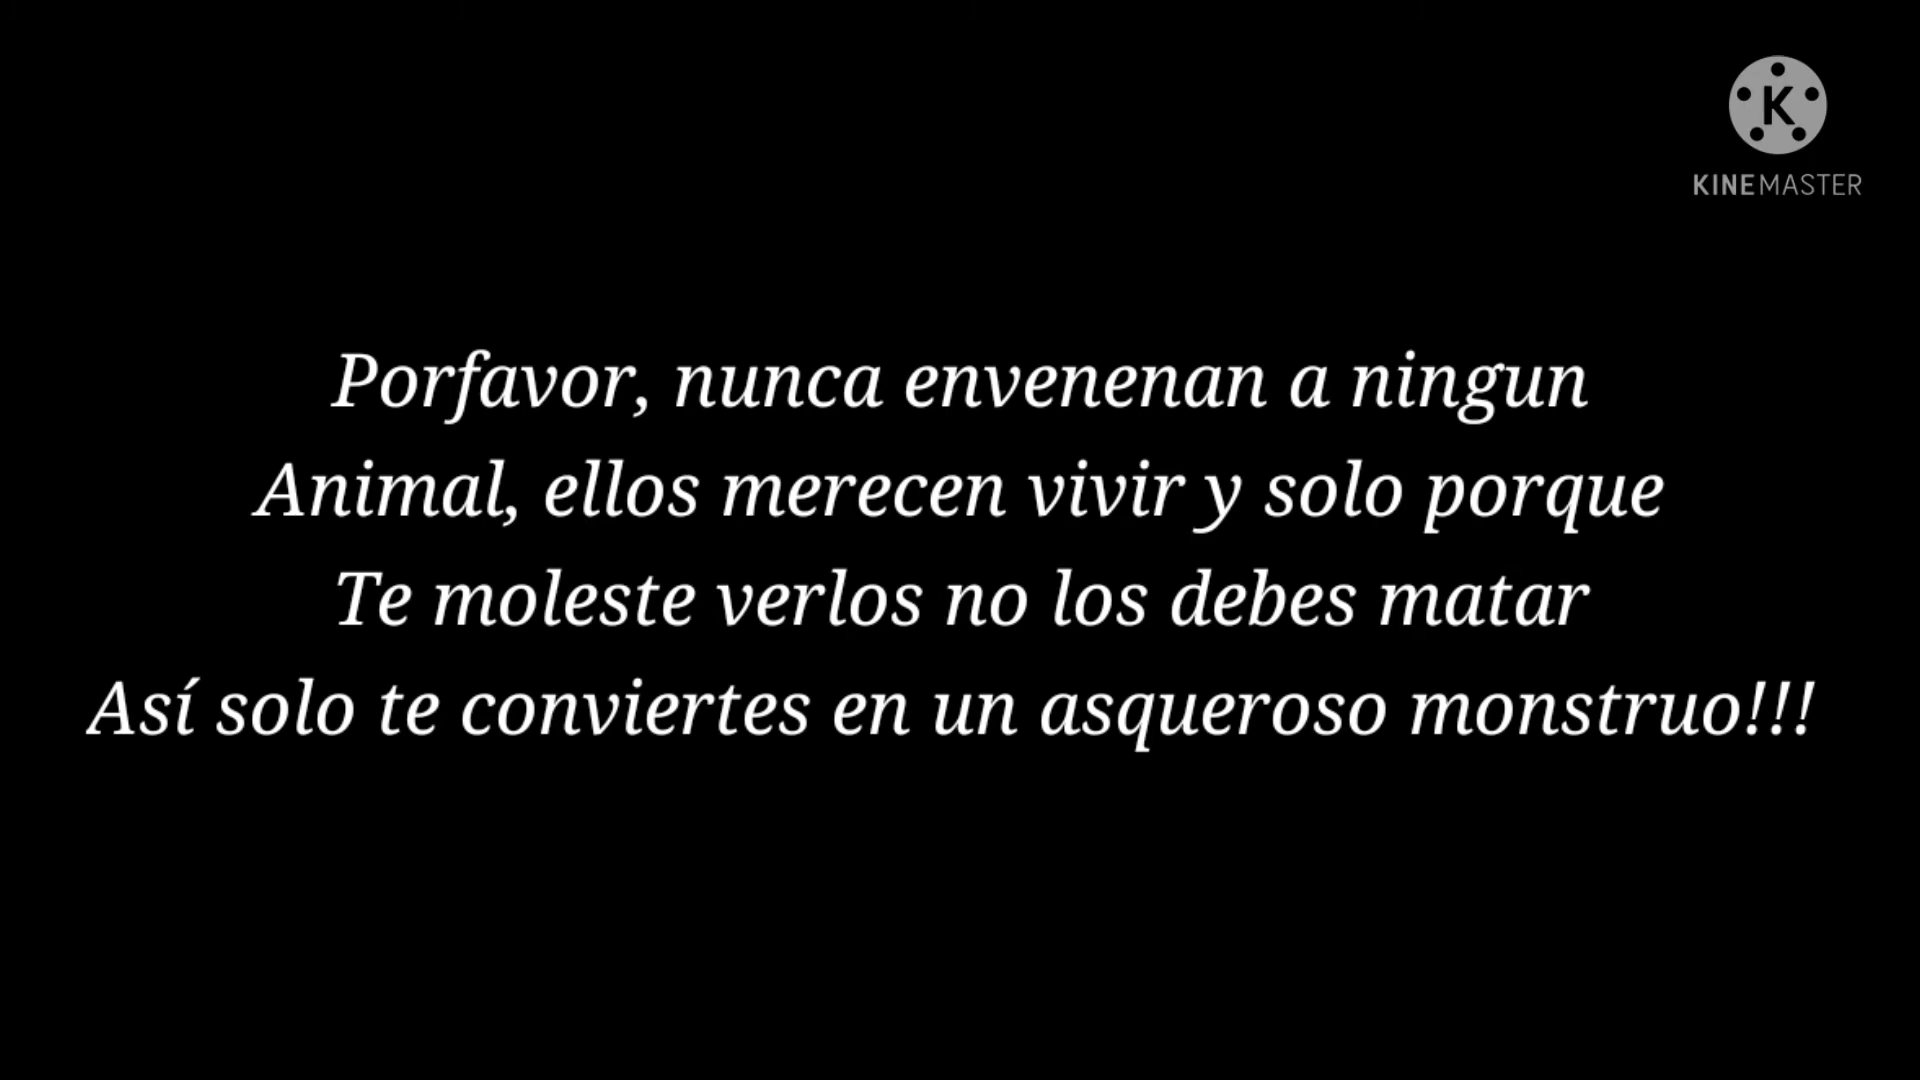 KINEMASTER
Porfavor, nunca envenenan a ningun
Animal, ellos merecen vivir y solo porque
Te moleste verlos no los debes matar
Así solo te conviertes en un asqueroso monstruo!!!